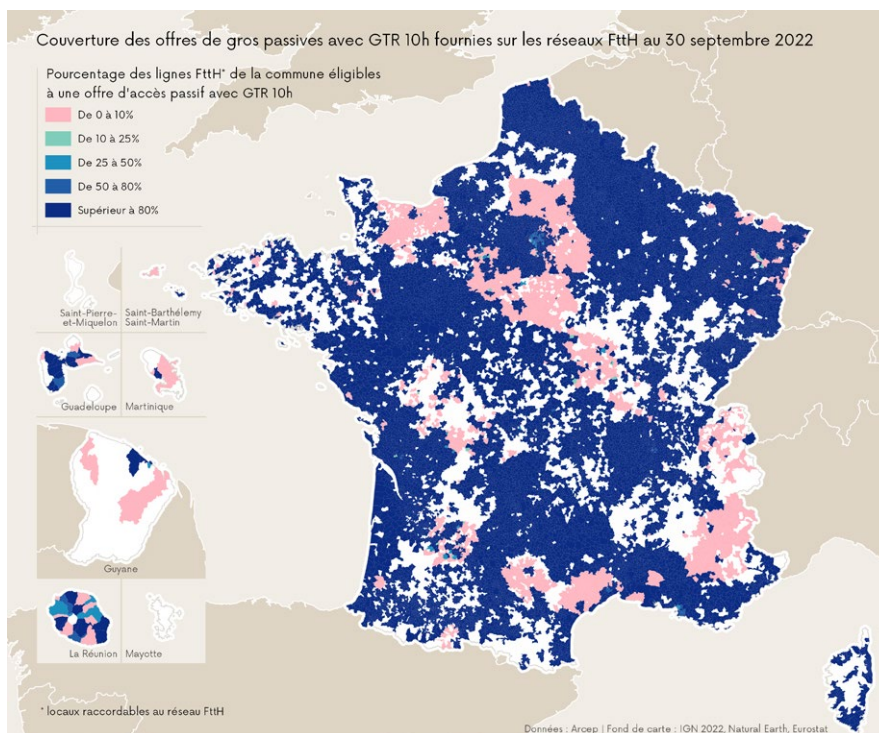 Couverture des offres de gros passives avec GTR 10h fournies sur les réseaux FttH au 30 septembre 2022
Pourcentage des lignes FttH* de la commune éligibles
à une offre d'accès passif avec GTR 10h
De 0 à 10%
De 10 à 25%
De 25 à 50%
De 50 à 80%
Supérieur à 80%
Saint-Pierre-
et-Miquelon
Saint-Barthélemy
Saint-Martin
Guadeloupe
Martinique
Guyane
La Réunion
Mayotte
* locaux raccordables au réseau FttH
Données : Arcep | Fond de carte : IGN 2022, Natural Earth, Eurostat